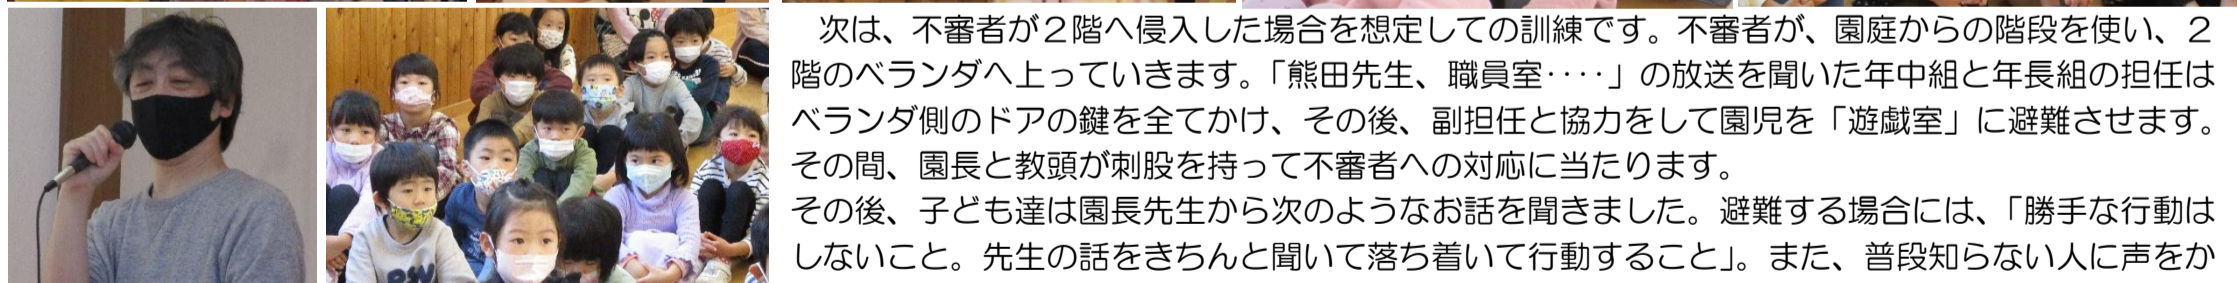 次は、不審者が２階へ侵入した場合を想定しての訓練です。不審者が、園庭からの階段を使い、２
階のベランダへ上っていきます。「熊田先生、職員室‥‥」の放送を聞いた年中組と年長組の担任は
ベランダ側のドアの鍵を全てかけ、その後、副担任と協力をして園児を「遊戯室」に避難させます。
その間、園長と教頭が刺股を持って不審者への対応に当たります。
その後、子ども達は園長先生から次のようなお話を聞きました。避難する場合には、「勝手な行動は
しないこと。先生の話をきちんと聞いて落ち着いて行動すること」。また、普段知らない人に声をか